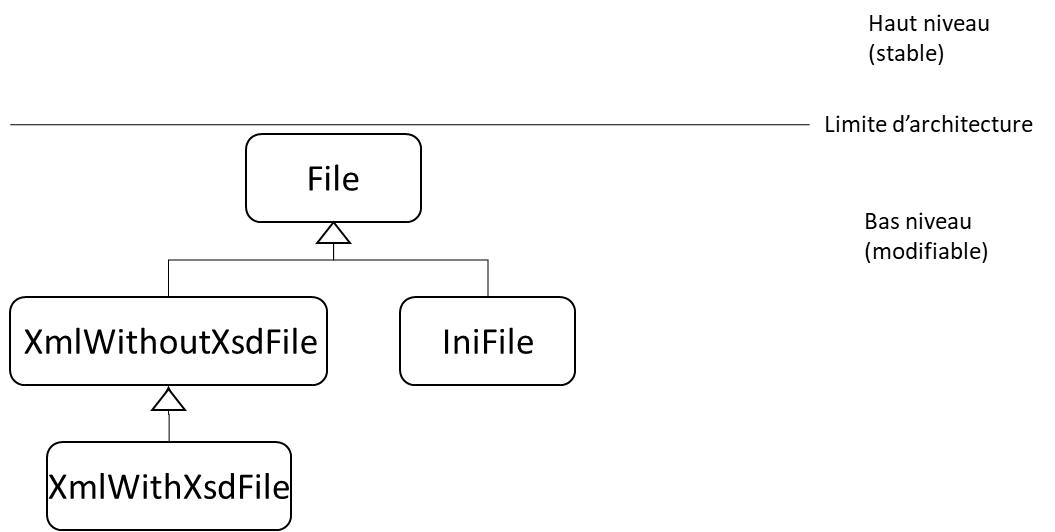 Haut niveau
(stable)
Limite d’architecture
File
Bas niveau
(modifiable)
XmlWithoutXsdFile
IniFile
XmlWithXsdFile